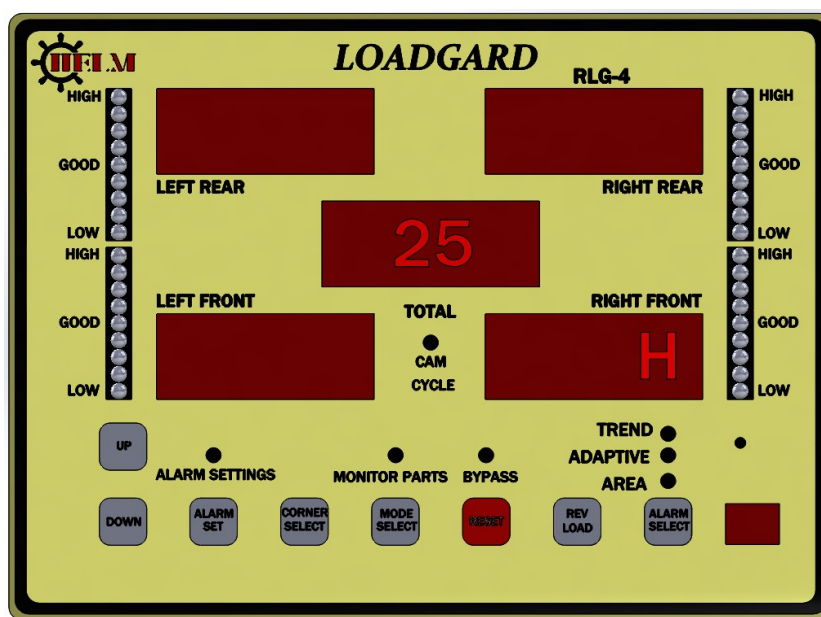 HELM
LOADGARD
RLG-4
HIGH
GOOD
LOW
LEFT REAR
RIGHT REAR
HIGH
GOOD
LOW
25
HIGH
GOOD
LOW
LEFT FRONT
TOTAL
RIGHT FRONT
HIGH
GOOD
LOW
CAM
CYCLE
H
UP
ALARM SETTINGS
MONITOR PARTS
BYPASS
TREND
ADAPTIVE
AREA
DOWN
ALARM
SET
CORNER
SELECT
MODE
SELECT
RESET
REV
LOAD
ALARM
SELECT